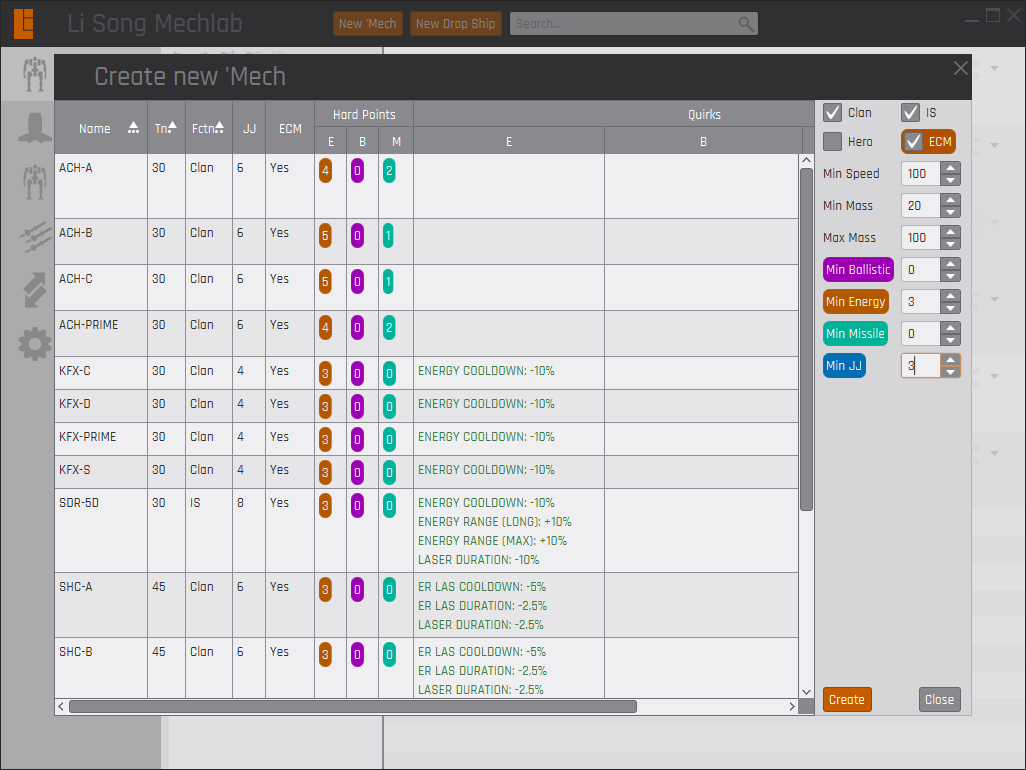 Li Song Mechlab
New 'Mech
New Drop Ship
Search...
Create new 'Mech
Name Tn Fctn JJ ECM Hard Points Quirks
E B M E B
ACH-A 30 Clan 6 Yes 4 0 2
ACH-B 30 Clan 6 Yes 5 0 1
ACH-C 30 Clan 6 Yes 5 0 1
ACH-PRIME 30 Clan 6 Yes 4 0 2
KFX-C 30 Clan 4 Yes 3 0 0 ENERGY COOLDOWN: -10%
KFX-D 30 Clan 4 Yes 3 0 0 ENERGY COOLDOWN: -10%
KFX-PRIME 30 Clan 4 Yes 3 0 0 ENERGY COOLDOWN: -10%
KFX-S 30 Clan 4 Yes 3 0 0 ENERGY COOLDOWN: -10%
SDR-5D 30 IS 8 Yes 3 0 0 ENERGY COOLDOWN: -10%
ENERGY RANGE (LONG): +10%
ENERGY RANGE (MAX): +10%
LASER DURATION: -10%
SHC-A 45 Clan 6 Yes 3 0 0 ER LAS COOLDOWN: -5%
ER LAS DURATION: -2,5%
LASER DURATION: -2,5%
SHC-B 45 Clan 6 Yes 3 0 0 ER LAS COOLDOWN: -5%
ER LAS DURATION: -2,5%
LASER DURATION: -2,5%
Clan IS
Hero ECM
Min Speed 100
Min Mass 20
Max Mass 100
Min Ballistic 0
Min Energy 3
Min Missile 0
Min JJ 3
Create Close